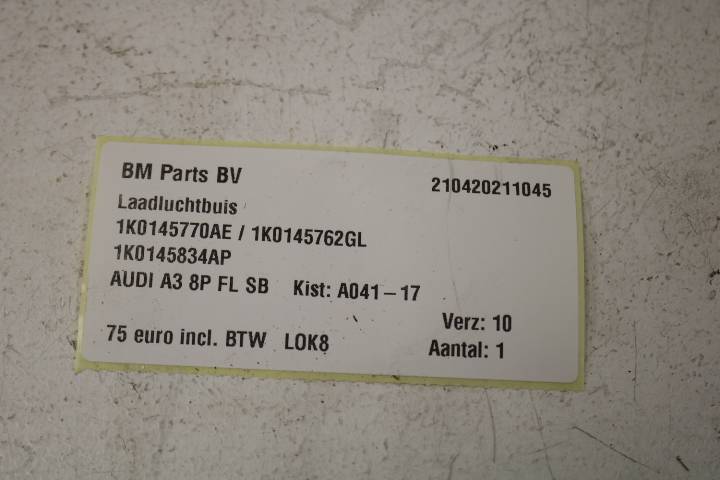 BM Parts BV 210420211045
Laadluchtbuis
1K0145770AE / 1K0145762GL
1K0145834AP
AUDI A3 8P FL SB Kist: A041-17
Verz: 10
75 euro incl. BTW LOK8 Aantal: 1